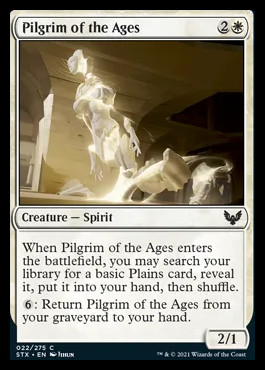 Pilgrim of the Ages 2
Creature — Spirit
When Pilgrim of the Ages enters
the battlefield, you may search your
library for a basic Plains card, reveal
it, put it into your hand, then shuffle.
6: Return Pilgrim of the Ages from
your graveyard to your hand.
2/1
022/275 C
STX • EN JIHUN
™ & © 2021 Wizards of the Coast